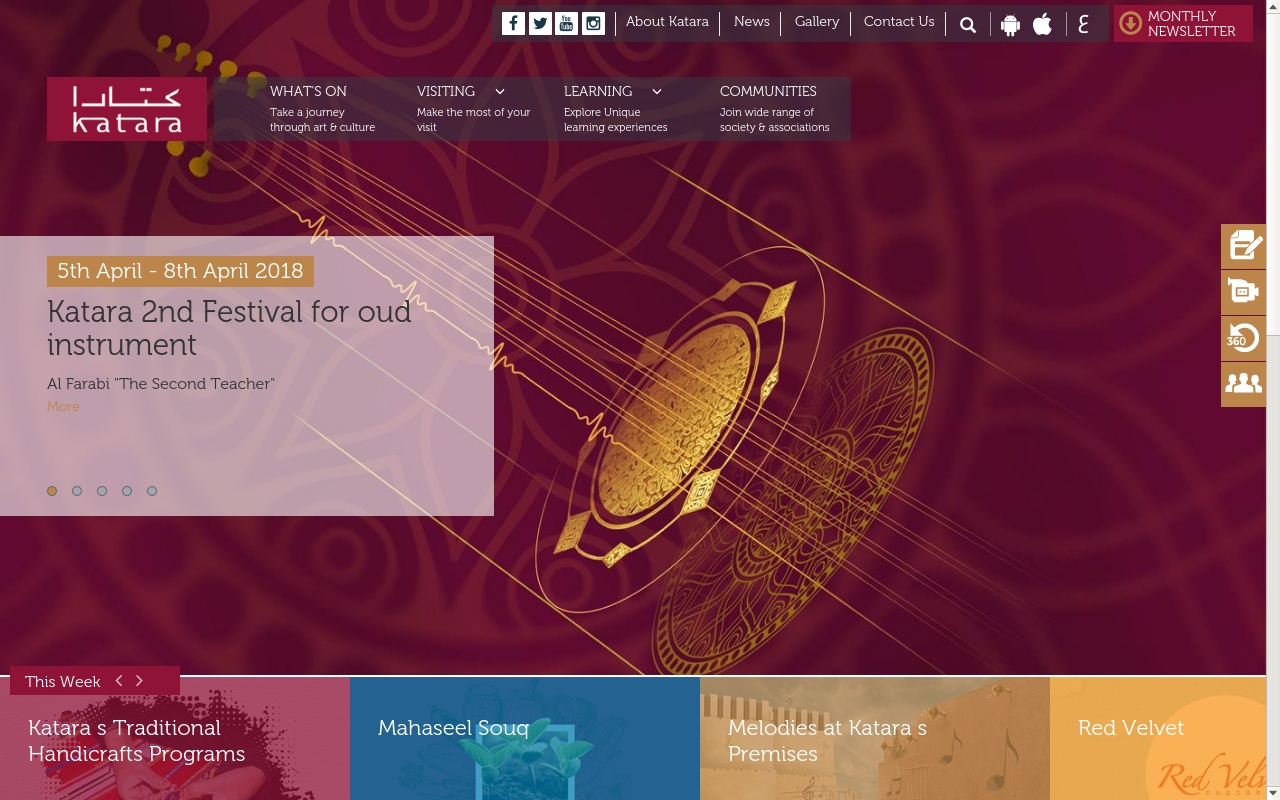 You
Tube
About Katara
News
Gallery
Contact Us
ع
MONTHLY
NEWSLETTER
كتارا
katara
WHAT'S ON
Take a journey
through art & culture
VISITING
Make the most of your
visit
LEARNING
Explore Unique
learning experiences
COMMUNITIES
Join wide range of
society & associations
5th April - 8th April 2018
Katara 2nd Festival for oud
instrument
Al Farabi "The Second Teacher"
More
360
This Week
Katara s Traditional
Handicrafts Programs
Mahaseel Souq
Melodies at Katara s
Premises
Red Velvet
Red Velv
cupcak